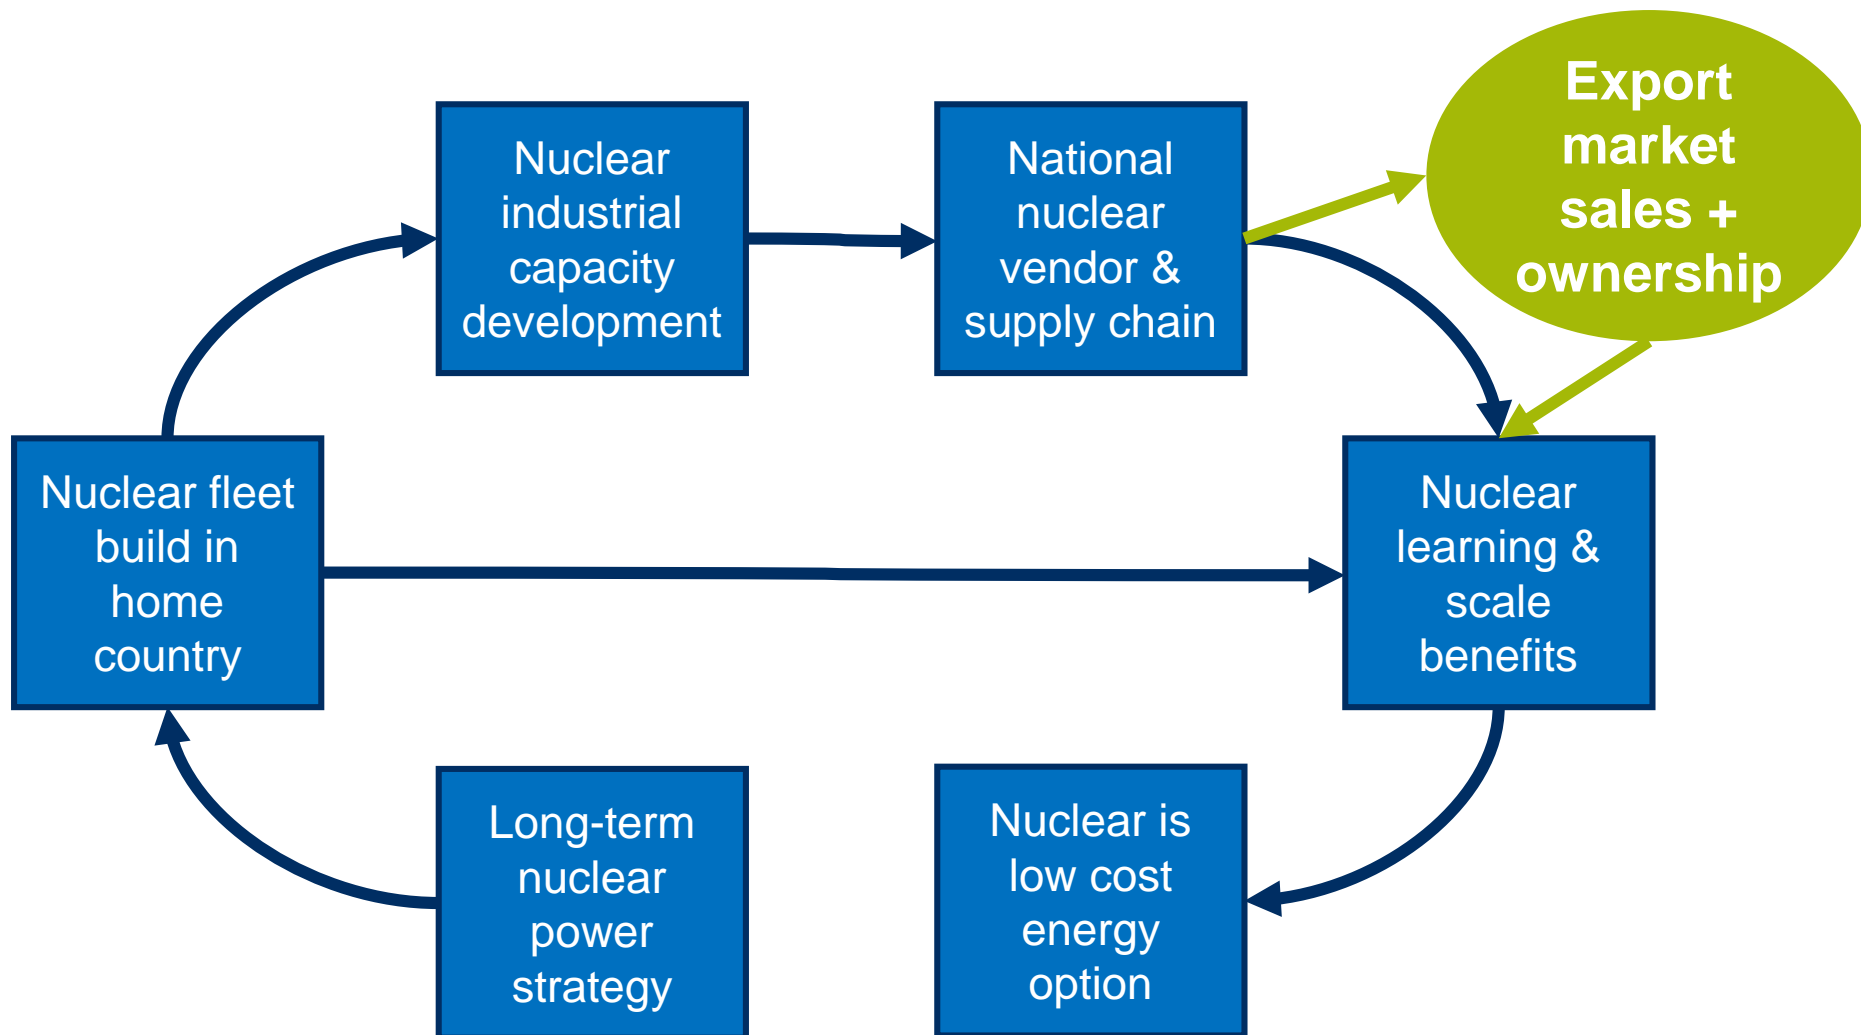 Export
market
sales +
ownership
Nuclear
industrial
capacity
development
National
nuclear
vendor &
supply chain
Nuclear fleet
build in
home
country
Nuclear
learning &
scale
benefits
Long-term
nuclear
power
strategy
Nuclear is
low cost
energy
option